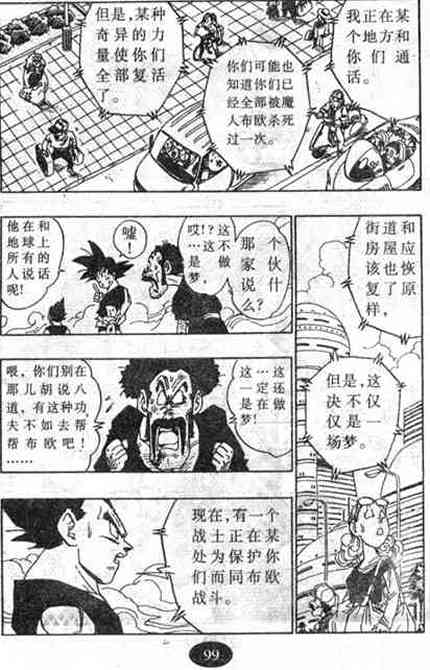 我正在某
个地方和
你们通
话。
你们可能也
知道你们已
经全部被魔
人布欧杀死
过一次。
但是,某种
奇异的力
量使你们
全部复活
了。
街道和
房屋也应
该恢复原
样,
但是,这
决不仅
仅是一
场梦。
那个家伙
说什么?
哎!?这
…这不
是做梦,
嘘!
他在和
地球上
所有的
人说话
呢!
这…这
一定还
是在做
梦!
喂,你们别在
那儿胡说八
道,有这种功
夫不如去帮
帮布欧吧!
……
现在,有一个
战士正在某
处为保护你
们而同布欧
战斗。
99